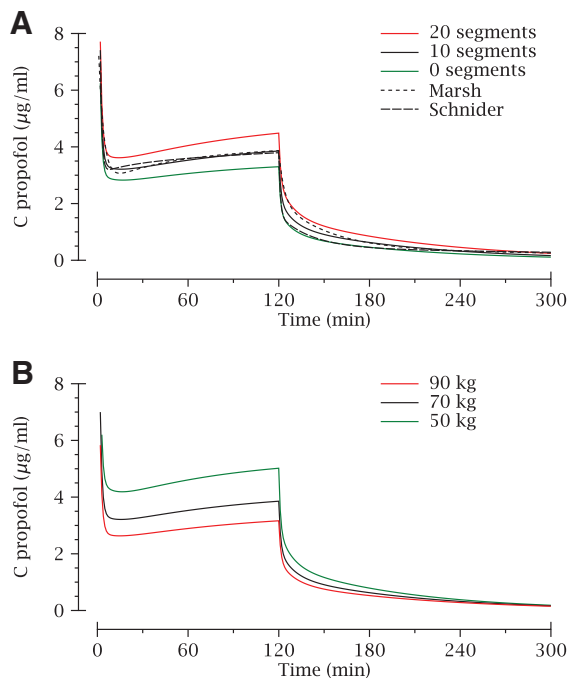 A
C propofol (μg/ml)
8
6
4
2
0
20 segments
10 segments
0 segments
Marsh
Schnider
0 60 120 180 240 300
Time (min)
B
C propofol (μg/ml)
8
6
4
2
0
90 kg
70 kg
50 kg
0 60 120 180 240 300
Time (min)